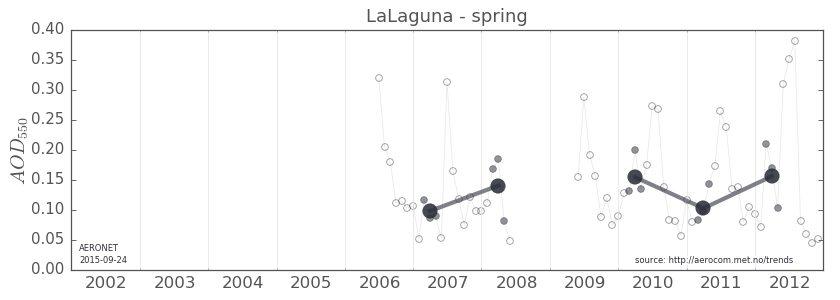 LaLaguna - spring
0.40
0.35
0.30
0.25
0.20
0.15
0.10
0.05
0.00
AOD550
AERONET
2015-09-24
source: http://aerocom.met.no/trends
2002 2003 2004 2005 2006 2007 2008 2009 2010 2011 2012